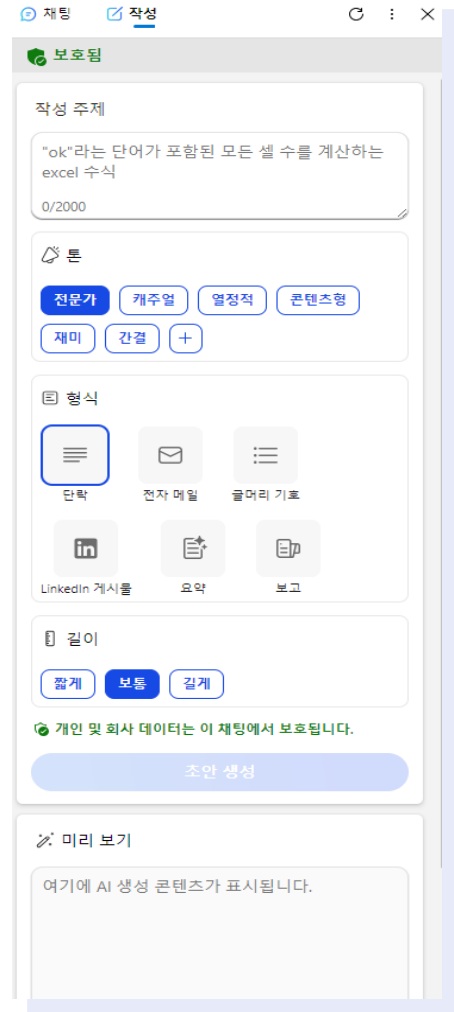 채팅 작성
보호됨
작성 주제
"ok"라는 단어가 포함된 모든 셀 수를 계산하는
excel 수식
0/2000
톤
전문가 캐주얼 열정적 콘텐츠형
재미 간결 +
형식
단락 전자 메일 글머리 기호
in
LinkedIn 게시물 요약 보고
길이
짧게 보통 길게
개인 및 회사 데이터는 이 채팅에서 보호됩니다.
초안 생성
미리 보기
여기에 AI 생성 콘텐츠가 표시됩니다.